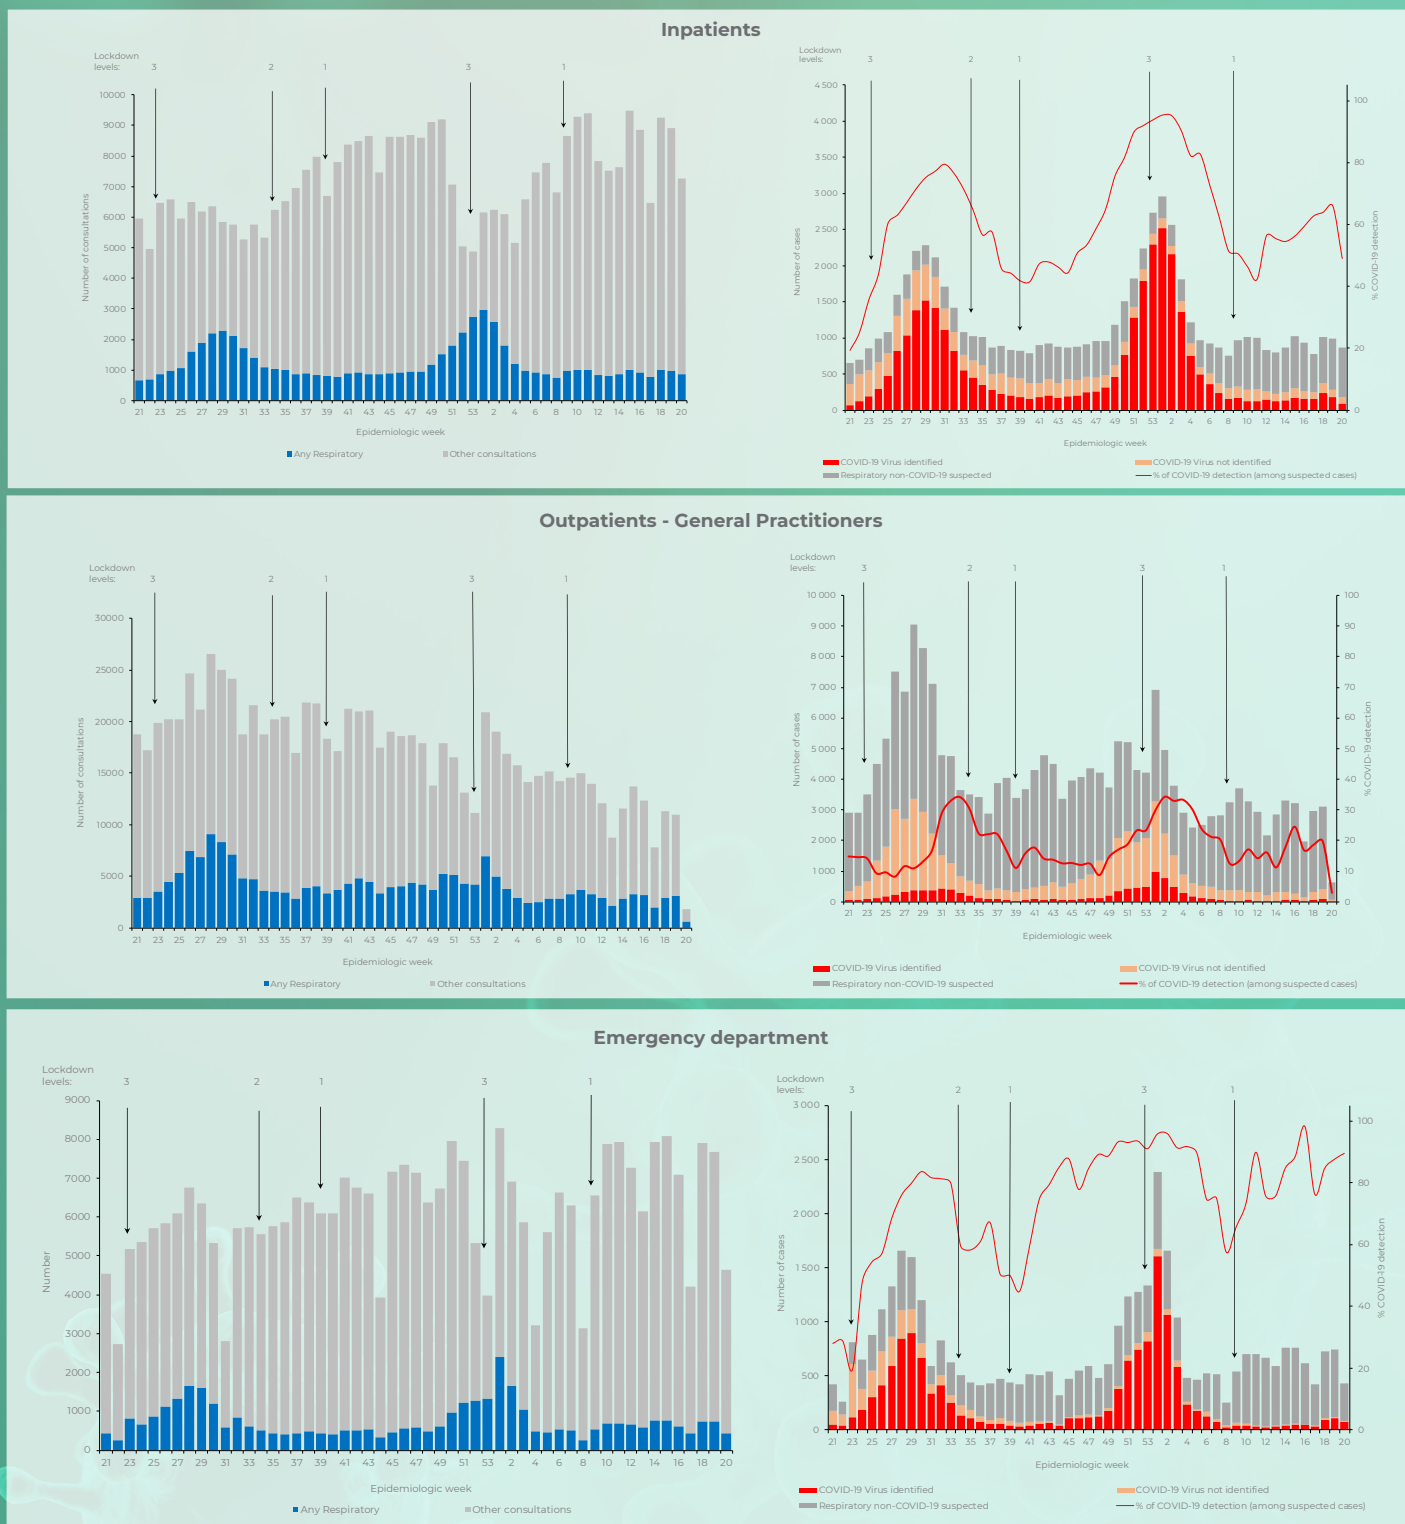 Inpatients
Lockdown
levels:
3
2
1
3
1
10000
9000
8000
7000
6000
5000
4000
3000
2000
1000
0
Number of consultations
21 23 25 27 29 31 33 35 37 39 41 43 45 47 49 51 53 2 4 6 8 10 12 14 16 18 20
Epidemiologic week
Any Respiratory
Other consultations
Lockdown
levels:
3
2
1
3
1
4 500
4 000
3 500
3 000
2 500
2 000
1 500
1 000
500
0
Number of cases
100
80
60
40
20
0
% COVID-19 detection
21 23 25 27 29 31 33 35 37 39 41 43 45 47 49 51 53 2 4 6 8 10 12 14 16 18 20
Epidemiologic week
COVID-19 Virus identified
COVID-19 Virus not identified
Respiratory non-COVID-19 suspected
% of COVID-19 detection (among suspected cases)
Outpatients - General Practitioners
Lockdown
levels:
3
2
1
3
1
30000
25000
20000
15000
10000
5000
0
Number of consultations
21 23 25 27 29 31 33 35 37 39 41 43 45 47 49 51 53 2 4 6 8 10 12 14 16 18 20
Epidemiologic week
Any Respiratory
Other consultations
Lockdown
levels:
3
2
1
3
1
10 000
9 000
8 000
7 000
6 000
5 000
4 000
3 000
2 000
1 000
0
Number of cases
100
90
80
70
60
50
40
30
20
10
0
% COVID-19 detection
21 23 25 27 29 31 33 35 37 39 41 43 45 47 49 51 53 2 4 6 8 10 12 14 16 18 20
Epidemiologic week
COVID-19 Virus identified
COVID-19 Virus not identified
Respiratory non-COVID-19 suspected
% of COVID-19 detection (among suspected cases)
Emergency department
Lockdown
levels:
3
2
1
3
1
9000
8000
7000
6000
5000
4000
3000
2000
1000
0
Number
21 23 25 27 29 31 33 35 37 39 41 43 45 47 49 51 53 2 4 6 8 10 12 14 16 18 20
Epidemiologic week
Any Respiratory
Other consultations
Lockdown
levels:
3
2
1
3
1
3 000
2 500
2 000
1 500
1 000
500
0
Number of cases
100
80
60
40
20
0
% COVID-19 detection
21 23 25 27 29 31 33 35 37 39 41 43 45 47 49 51 53 2 4 6 8 10 12 14 16 18 20
Epidemiologic week
COVID-19 Virus identified
COVID-19 Virus not identified
Respiratory non-COVID-19 suspected
% of COVID-19 detection (among suspected cases)